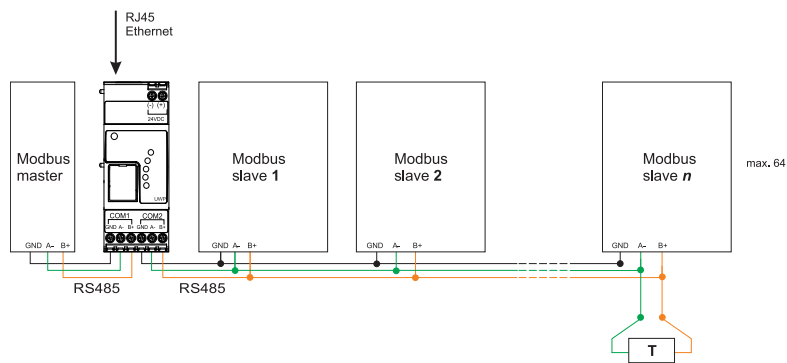 RJ45
Ethernet
(-) (+)
24VDC
UWP
COM1 COM2
GND A- B+ GND A- B+
Modbus
master
GND A- B+
Modbus
slave 1
GND A- B+
Modbus
slave 2
GND A- B+
Modbus
slave n
GND A- B+
max. 64
RS485
RS485
T